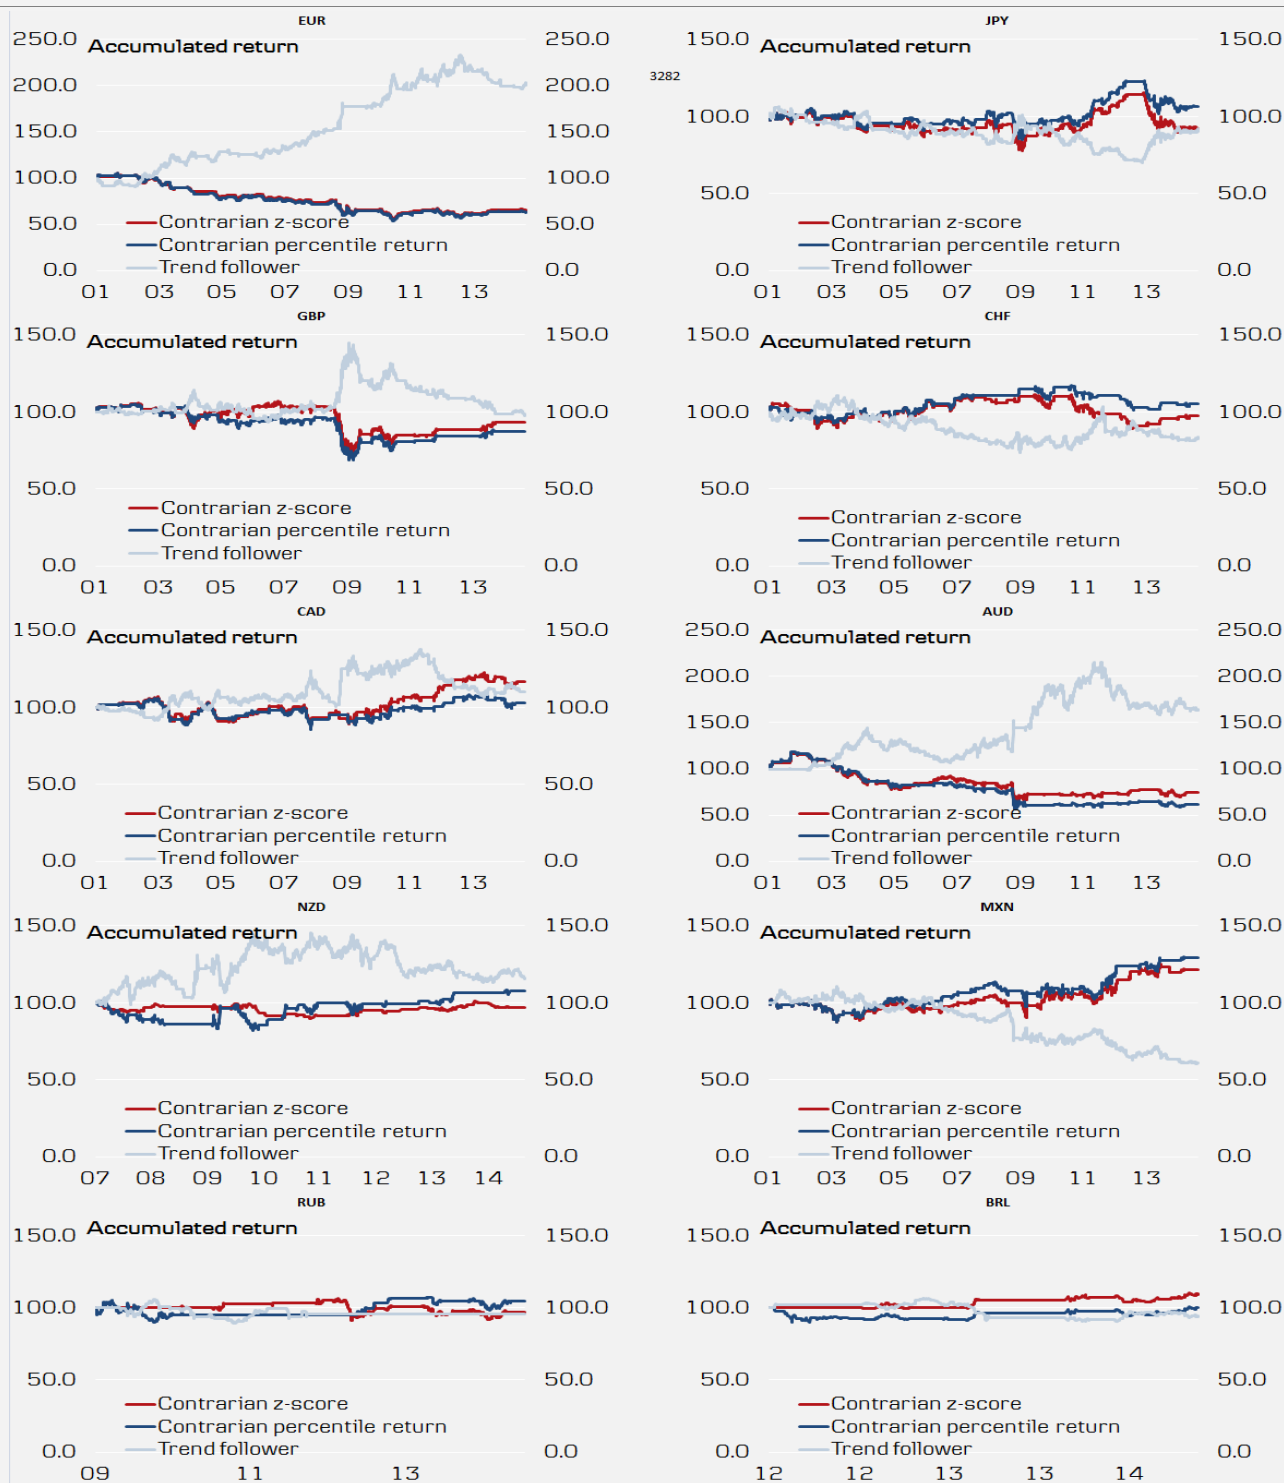 EUR
250.0 Accumulated return 250.0
200.0 200.0
150.0 150.0
100.0 100.0
50.0 Contrarian z-score 50.0
Contrarian percentile return
0.0 Trend follower 0.0
01 03 05 07 09 11 13
JPY
150.0 Accumulated return 150.0
3282
100.0 100.0
50.0 50.0
Contrarian z-score
Contrarian percentile return
0.0 Trend follower 0.0
01 03 05 07 09 11 13
GBP
150.0 Accumulated return 150.0
100.0 100.0
50.0 50.0
Contrarian z-score
Contrarian percentile return
Trend follower
0.0 0.0
01 03 05 07 09 11 13
CHF
150.0 Accumulated return 150.0
100.0 100.0
50.0 50.0
Contrarian z-score
Contrarian percentile return
Trend follower
0.0 0.0
01 03 05 07 09 11 13
CAD
150.0 Accumulated return 150.0
100.0 100.0
50.0 50.0
Contrarian z-score
Contrarian percentile return
0.0 Trend follower 0.0
01 03 05 07 09 11 13
AUD
250.0 Accumulated return 250.0
200.0 200.0
150.0 150.0
100.0 100.0
50.0 Contrarian z-score 50.0
Contrarian percentile return
0.0 Trend follower 0.0
01 03 05 07 09 11 13
NZD
150.0 Accumulated return 150.0
100.0 100.0
50.0 50.0
Contrarian z-score
Contrarian percentile return
0.0 Trend follower 0.0
07 08 09 10 11 12 13 14
MXN
150.0 Accumulated return 150.0
100.0 100.0
50.0 50.0
Contrarian z-score
Contrarian percentile return
0.0 Trend follower 0.0
01 03 05 07 09 11 13
RUB
150.0 Accumulated return 150.0
100.0 100.0
50.0 50.0
Contrarian z-score
Contrarian percentile return
0.0 Trend follower 0.0
09 11 13
BRL
150.0 Accumulated return 150.0
100.0 100.0
50.0 50.0
Contrarian z-score
Contrarian percentile return
0.0 Trend follower 0.0
12 12 13 13 14